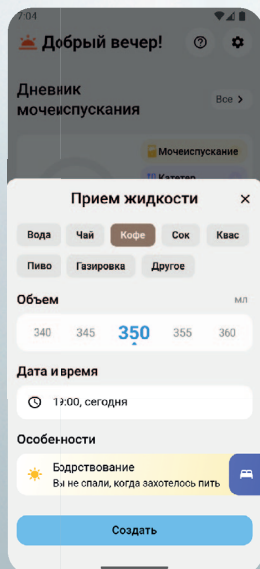 7:04
Добрый вечер!
Дневник
мочеиспускания
Все >
Мочеиспускание
Катетер
Прием жидкости
Вода Чай Кофе Сок Квас
Пиво Газировка Другое
Объем мл
340 345 350 355 360
Дата и время
19:00, сегодня
Особенности
Бодрствование
Вы не спали, когда захотелось пить
Создать